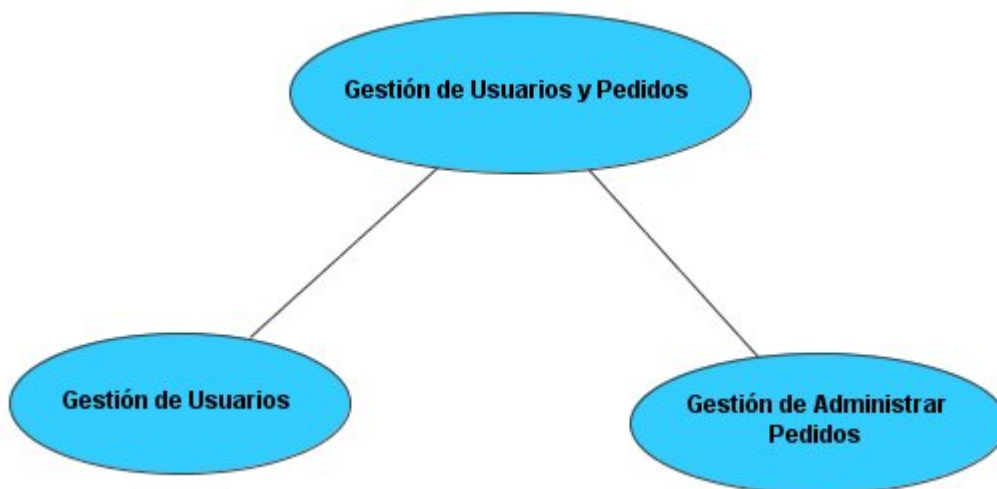 Gestión de Usuarios y Pedidos
Gestión de Usuarios
Gestión de Administrar
Pedidos